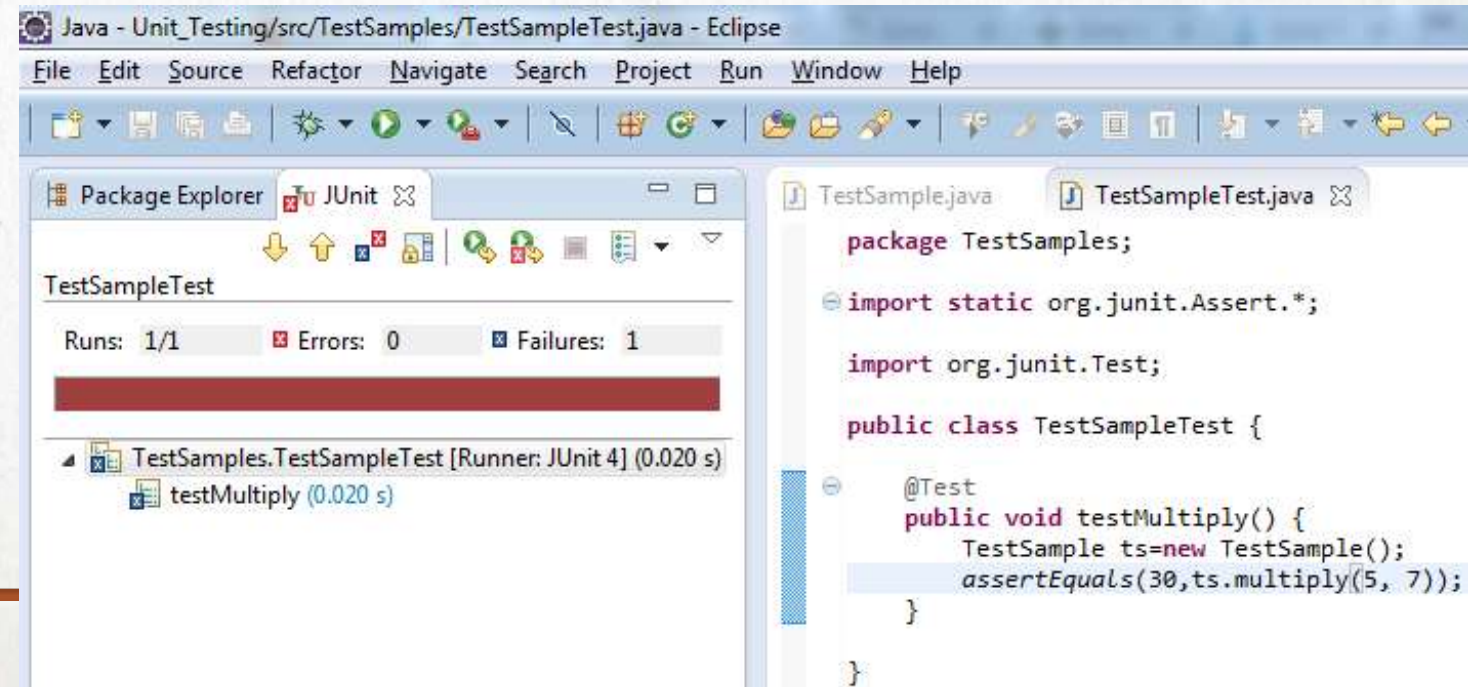 Java - Unit_Testing/src/TestSamples/TestSampleTest.java - Eclipse
File Edit Source Refactor Navigate Search Project Run Window Help
Package Explorer JUnit
TestSampleTest
Runs: 1/1 Errors: 0 Failures: 1
TestSamples.TestSampleTest [Runner: JUnit 4] (0.020 s)
testMultiply (0.020 s)
TestSample.java TestSampleTest.java
package TestSamples;
import static org.junit.Assert.*;
import org.junit.Test;
public class TestSampleTest {
@Test
public void testMultiply() {
TestSample ts=new TestSample();
assertEquals(30,ts.multiply(5, 7));
}
}